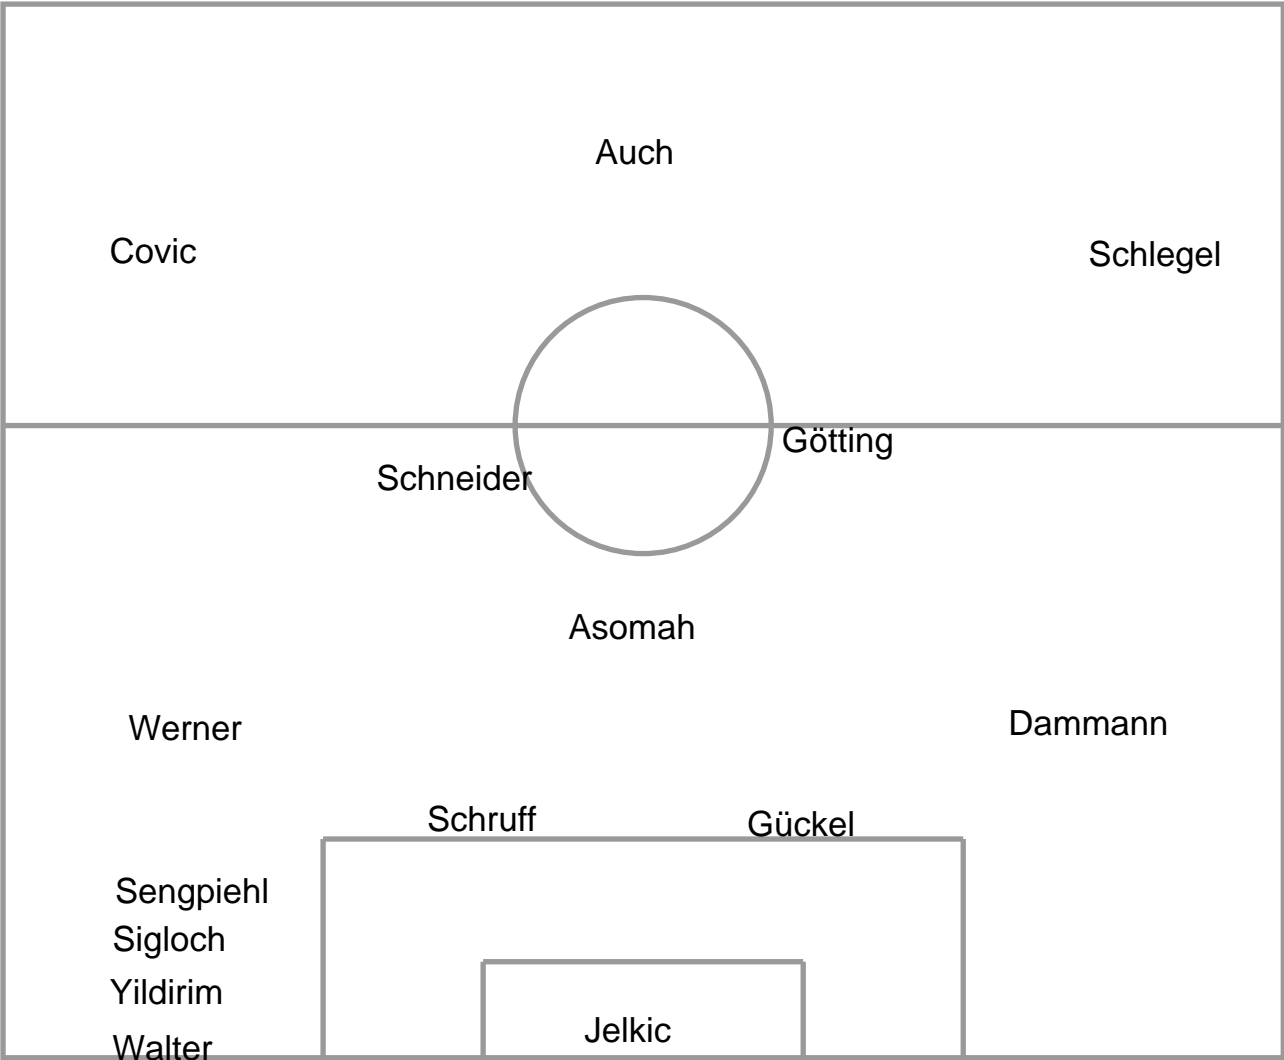 Auch
Covic
Schlegel
Götting
Schneider
Asomah
Werner
Dammann
Schruff
Gückel
Sengpiehl
Sigloch
Yildirim
Jelkic
Walter